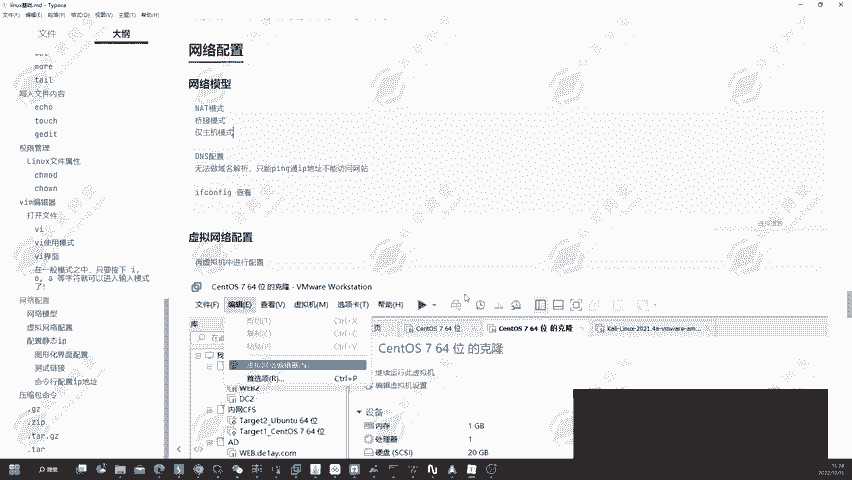 linux基础.md - Typora
文件(F) 编辑(E) 段落(P) 格式(O) 视图(V) 主题(T) 帮助(H)
文件
大纲
more
tail
写入文件内容
echo
touch
gedit
权限管理
Linux文件属性
chmod
chown
vim编辑器
打开文件
vi
vi使用模式
vi界面
在一般模式之中，只要按下 i,
o, a 等字符就可以进入输入模式
了!
网络配置
网络模型
虚拟网络配置
配置静态ip
图形化界面配置
测试链接
命令行配置ip地址
压缩包命令
.gz
.zip
.tar.gz
.tar
网络配置
网络模型
NAT模式
桥接模式
仅主机模式
DNS配置
无法做域名解析，只能ping通ip地址不能访问网站
ifconfig 查看
虚拟网络配置
再虚拟机中进行配置
CentOS 7 64 位 的克隆 - VMware Workstation
文件(F) 编辑(E) 查看(V) 虚拟机(M) 选项卡(T) 帮助(H)
库
剪切(T) Ctrl+X
复制(C) Ctrl+C
粘贴(P) Ctrl+V
首选项(R)... Ctrl+P
页
CentOS 7 64 位
CentOS 7 64 位 的克隆
Kali-Linux-2021.4a-vmware-am...
CentOS 7 64 位 的克隆
继续运行此虚拟机
编辑虚拟机设置
WEB2
DC2
内网CFS
Target2_Ubuntu 64 位
Target1_CentOS 7 64 位
AD
WEB.de1ay.com
设备
内存 1 GB
处理器 1
硬盘 (SCSI) 20 GB
搜索